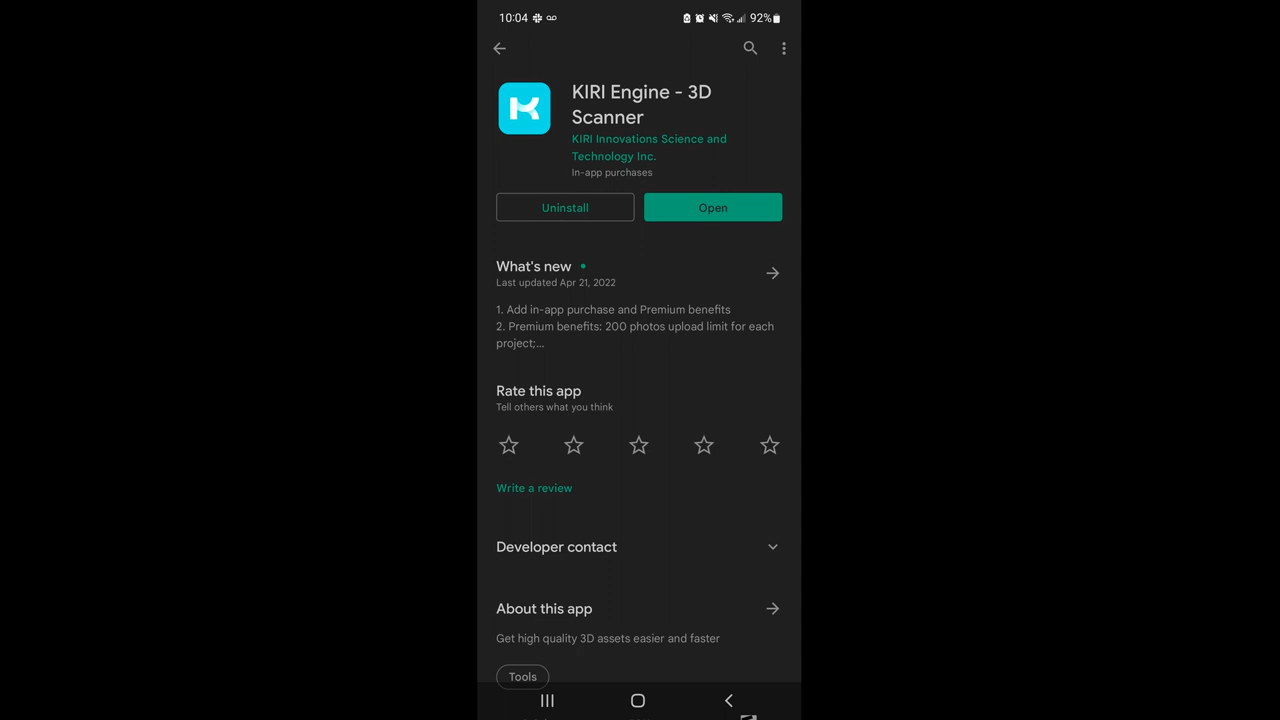 10:04
92%
KIRI Engine - 3D
Scanner
KIRI Innovations Science and
Technology Inc.
In-app purchases
Uninstall
Open
What's new
Last updated Apr 21, 2022
1. Add in-app purchase and Premium benefits
2. Premium benefits: 200 photos upload limit for each
project;...
Rate this app
Tell others what you think
Write a review
Developer contact
About this app
Get high quality 3D assets easier and faster
Tools